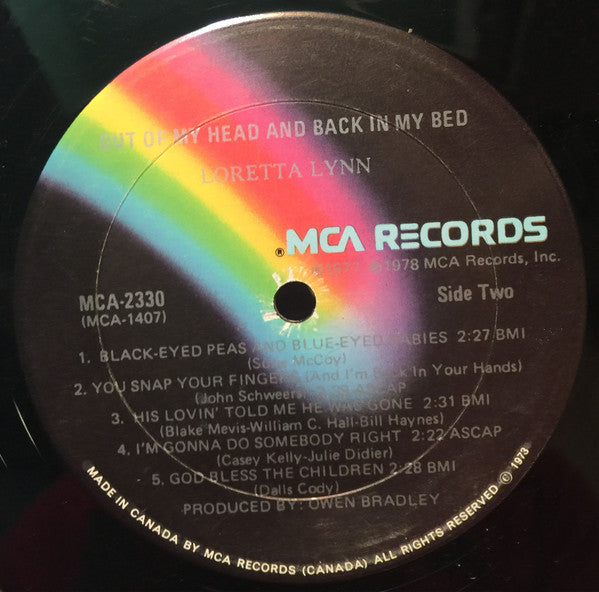 OUT OF MY HEAD AND BACK IN MY BED
LORETTA LYNN
MCA RECORDS
®
℗1977 ℗1978 MCA Records, Inc.
MCA-2330
(MCA-1407)
Side Two
1. BLACK-EYED PEAS AND BLUE-EYED BABIES 2:27 BMI
McCoy)
2. YOU SNAP YOUR FINGERS (And I'm Back In Your Hands)
(John Schweers) ASCAP
3. HIS LOVIN' TOLD ME HE WAS GONE 2:31 BMI
(Blake Mevis-William C. Hall-Bill Haynes)
4. I'M GONNA DO SOMEBODY RIGHT 2:22 ASCAP
(Casey Kelly-Julie Didier)
5. GOD BLESS THE CHILDREN 2:28 BMI
(Dalls Cody)
PRODUCED BY: OWEN BRADLEY
MADE IN CANADA BY MCA RECORDS (CANADA) ALL RIGHTS RESERVED © 1973